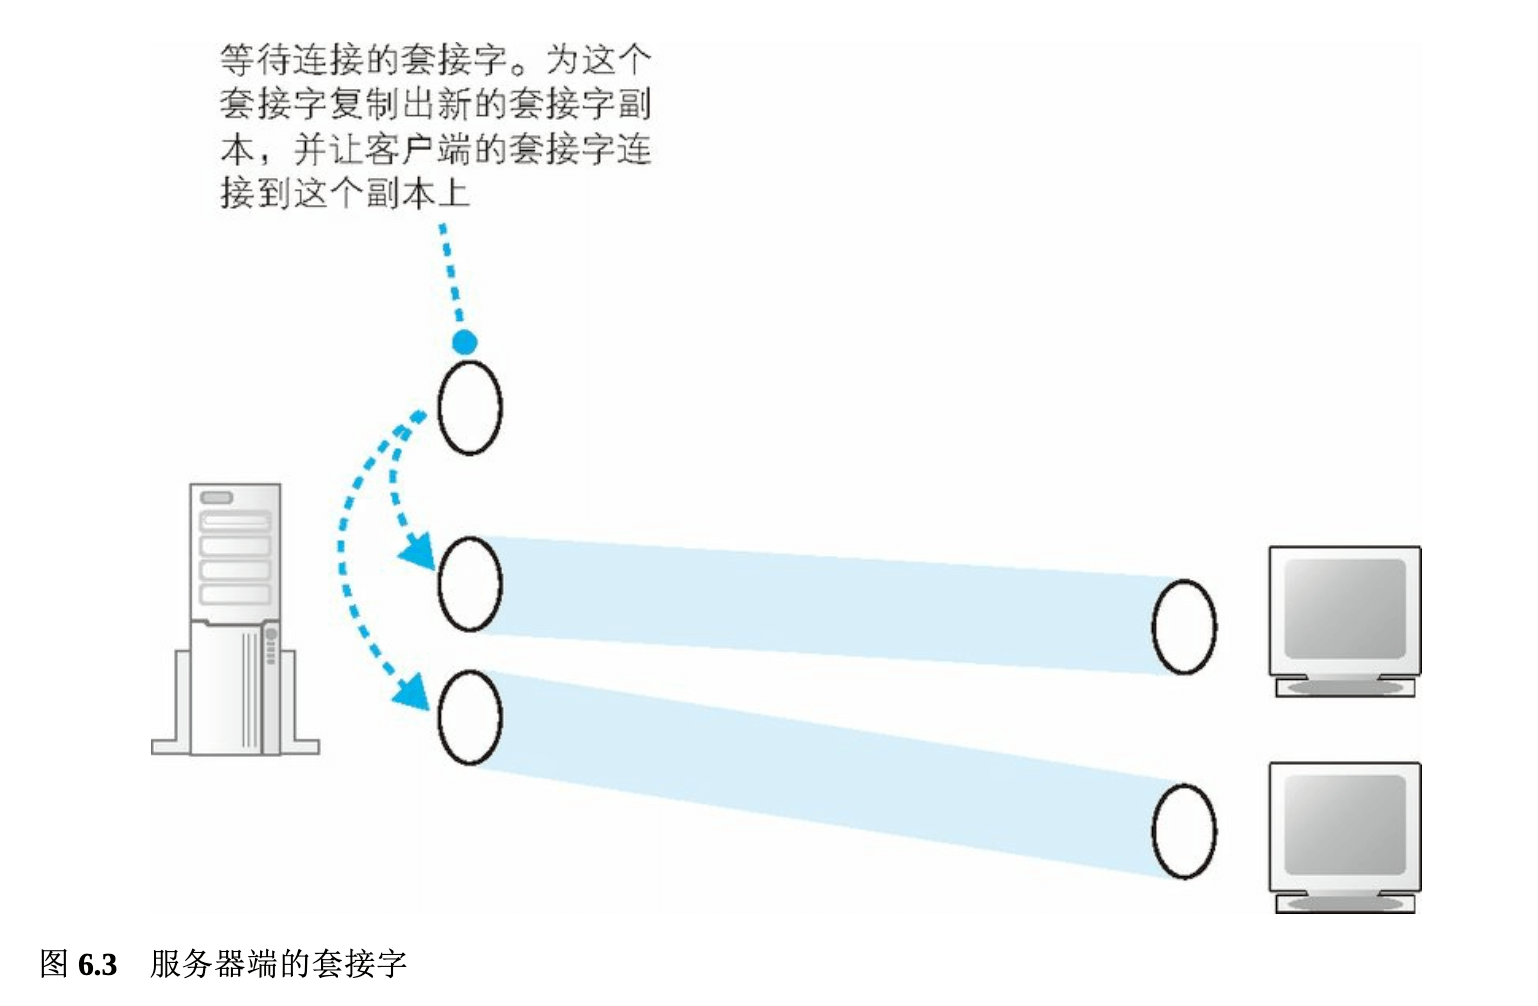 等待连接的套接字。为这个
套接字复制出新的套接字副
本，并让客户端的套接字连
接到这个副本上
图 6.3 服务器端的套接字